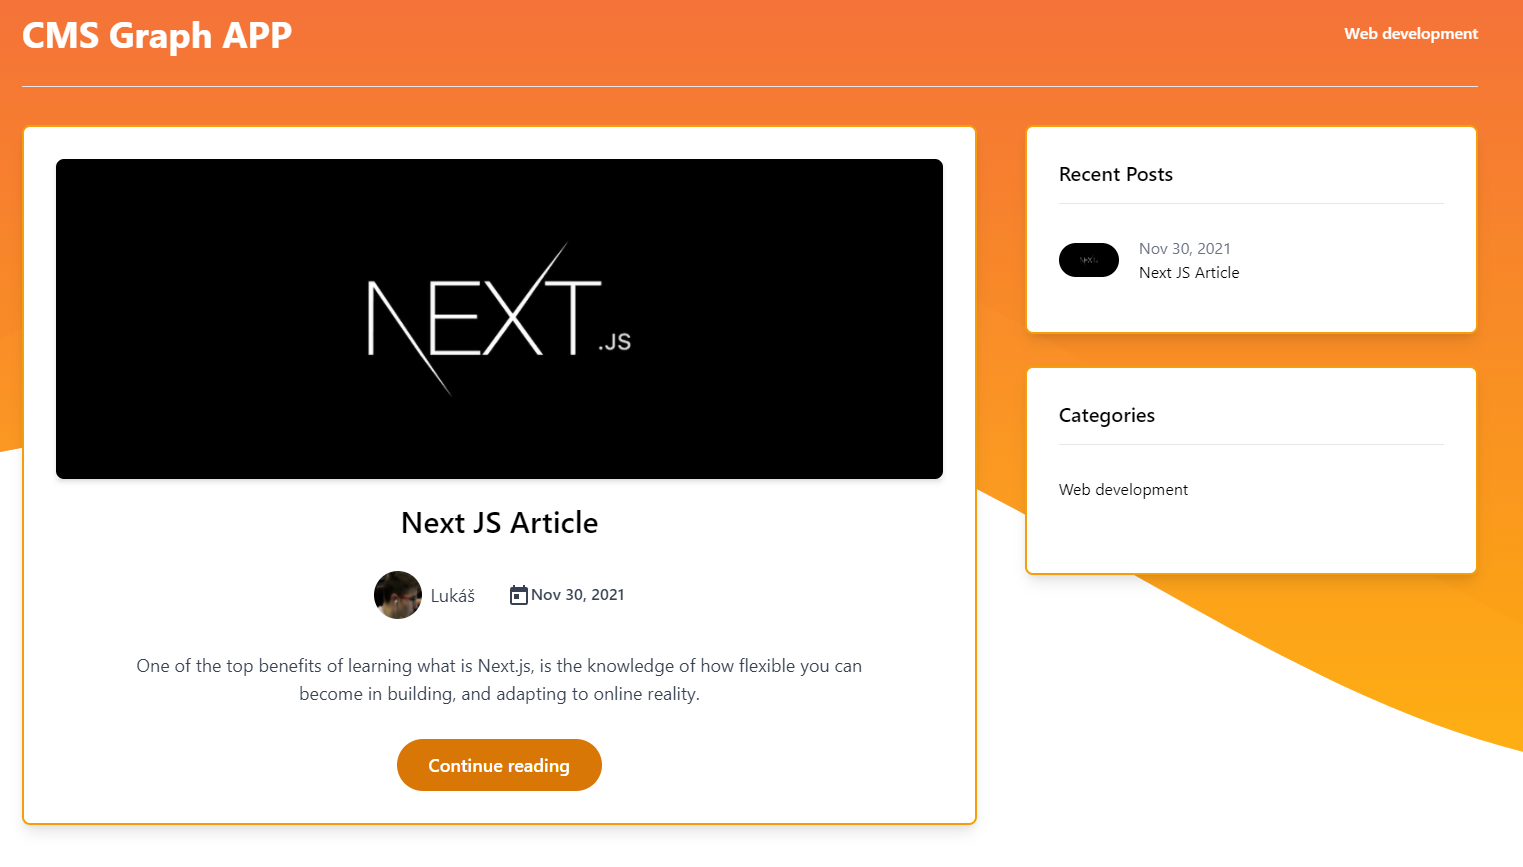 CMS Graph APP
Web development
NEXT.JS
Next JS Article
Lukáš
Nov 30, 2021
One of the top benefits of learning what is Next.js, is the knowledge of how flexible you can
become in building, and adapting to online reality.
Continue reading
Recent Posts
NEXT
Nov 30, 2021
Next JS Article
Categories
Web development